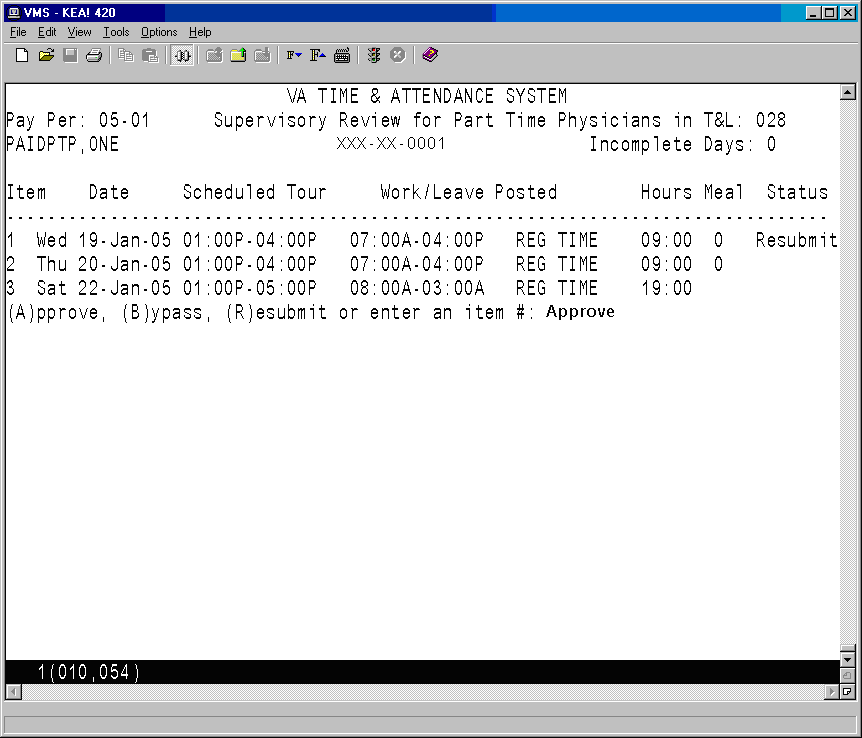 VMS - KEA! 420
File Edit View Tools Options Help
VA TIME & ATTENDANCE SYSTEM
Pay Per: 05-01 Supervisory Review for Part Time Physicians in T&L: 028
PAIDPTP,ONE XXX-XX-0001 Incomplete Days: 0
Item Date Scheduled Tour Work/Leave Posted Hours Meal Status
--------------------------------------------------------------------------------
1 Wed 19-Jan-05 01:00P-04:00P 07:00A-04:00P REG TIME 09:00 0 Resubmit
2 Thu 20-Jan-05 01:00P-04:00P 07:00A-04:00P REG TIME 09:00 0
3 Sat 22-Jan-05 01:00P-05:00P 08:00A-03:00A REG TIME 19:00
(A)pprove, (B)ypass, (R)esubmit or enter an item #: Approve
1(010,054)